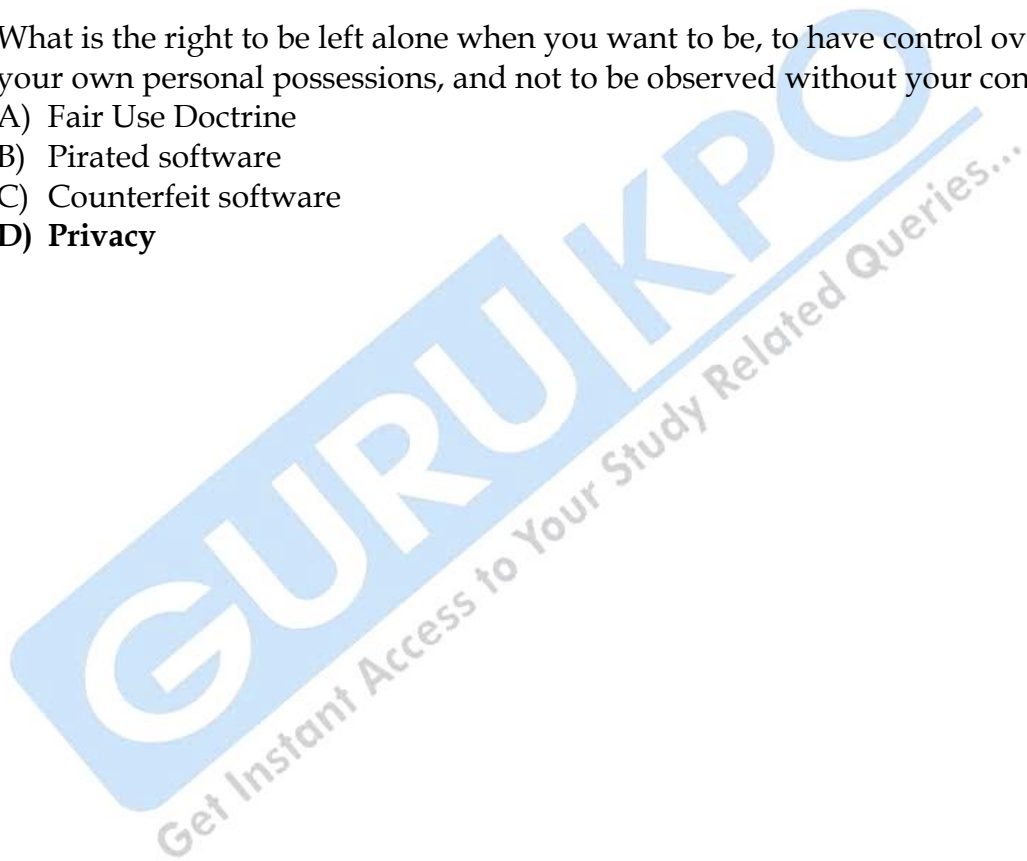 What is the right to be left alone when you want to be, to have control ov
your own personal possessions, and not to be observed without your con
A) Fair Use Doctrine
B) Pirated software
C) Counterfeit software
D) Privacy
GURUKPO
Get Instant Access to Your Study Related Queries...